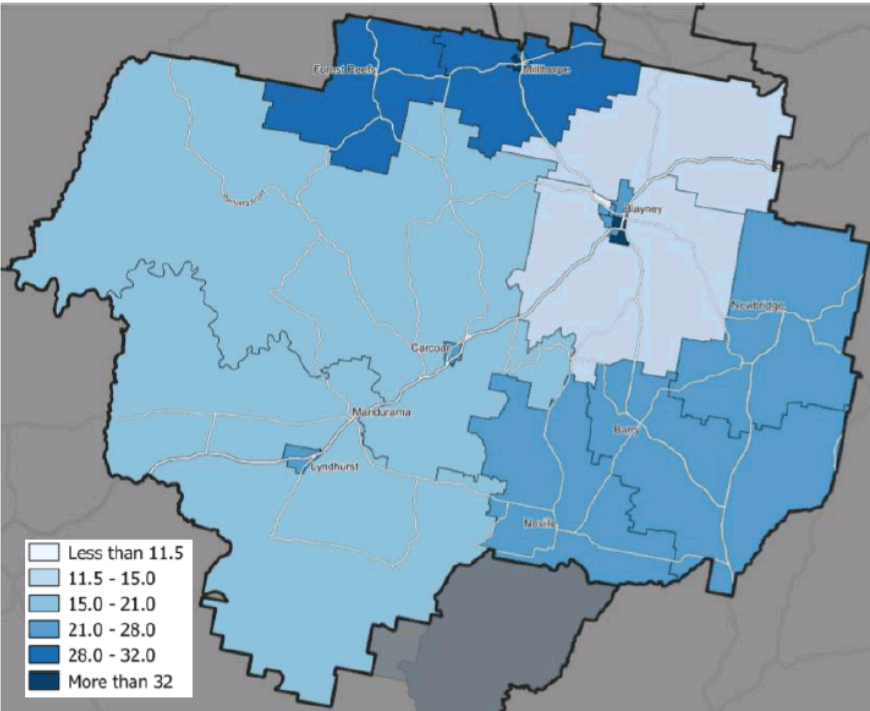 Forest Reefs
Millthorpe
Blayney
Newbridge
Carcoar
Mandurama
Barry
Lyndhurst
Neville
Less than 11.5
11.5 - 15.0
15.0 - 21.0
21.0 - 28.0
28.0 - 32.0
More than 32